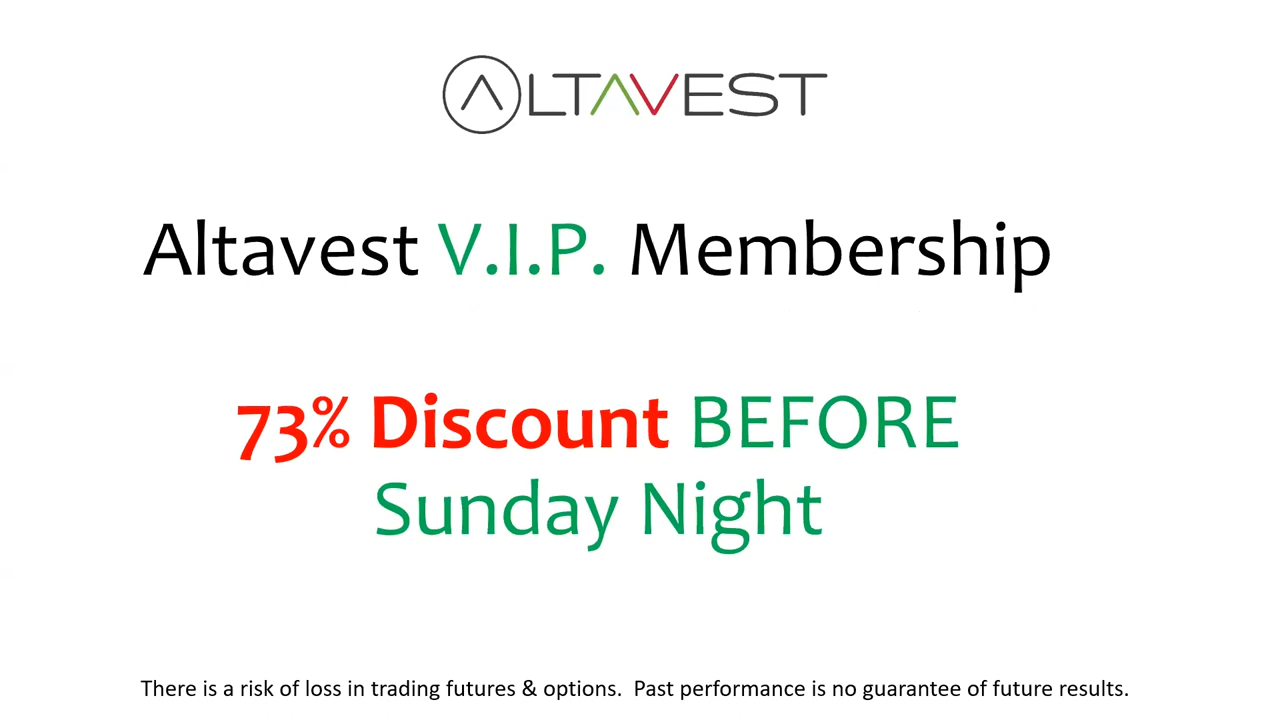 ALTAVEST
Altavest V.I.P. Membership
73% Discount BEFORE
Sunday Night
There is a risk of loss in trading futures & options.  Past performance is no guarantee of future results.